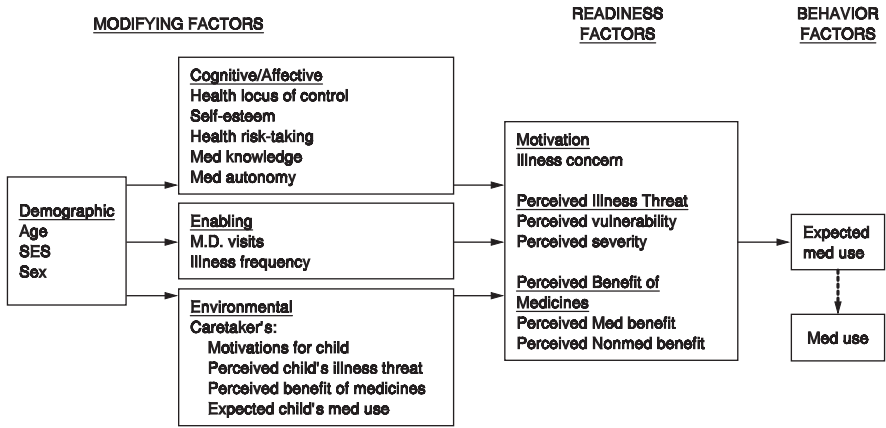 MODIFYING FACTORS
READINESS
FACTORS
BEHAVIOR
FACTORS
Demographic
Age
SES
Sex
Cognitive/Affective
Health locus of control
Self-esteem
Health risk-taking
Med knowledge
Med autonomy
Enabling
M.D. visits
Illness frequency
Environmental
Caretaker's:
Motivations for child
Perceived child's illness threat
Perceived benefit of medicines
Expected child's med use
Motivation
Illness concern
Perceived Illness Threat
Perceived vulnerability
Perceived severity
Perceived Benefit of
Medicines
Perceived Med benefit
Perceived Nonmed benefit
Expected
med use
Med use